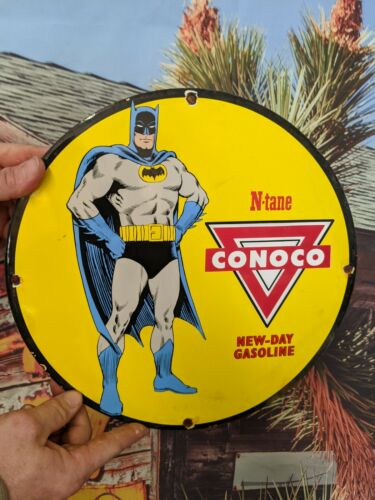 N-tane
CONOCO
NEW-DAY
GASOLINE